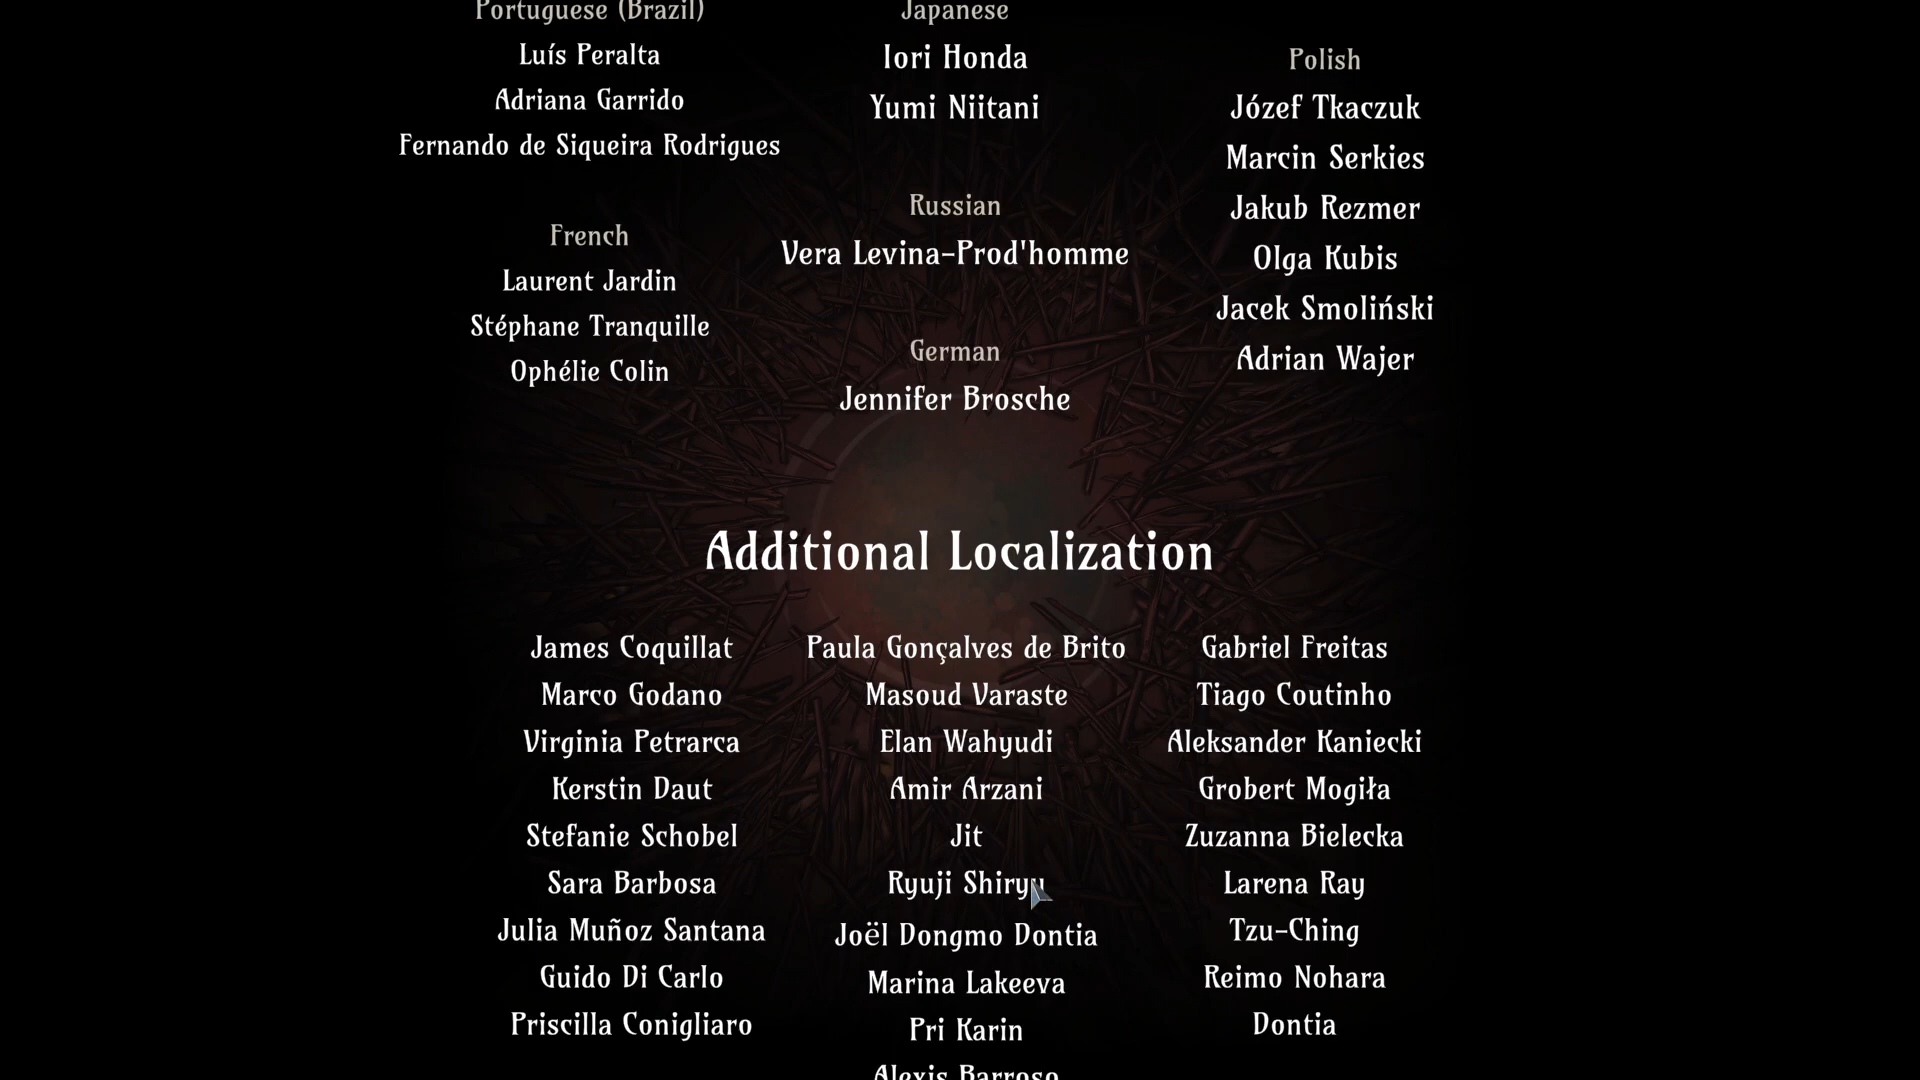 Portuguese (Brazil)
Luís Peralta
Adriana Garrido
Fernando de Siqueira Rodrigues
French
Laurent Jardin
Stéphane Tranquille
Ophélie Colin
Japanese
Iori Honda
Yumi Niitani
Russian
Vera Levina-Prod'homme
German
Jennifer Brosche
Polish
Józef Tkaczuk
Marcin Serkies
Jakub Rezmer
Olga Kubis
Jacek Smoliński
Adrian Wajer
Additional Localization
James Coquillat
Marco Godano
Virginia Petrarca
Kerstin Daut
Stefanie Schobel
Sara Barbosa
Julia Muñoz Santana
Guido Di Carlo
Priscilla Conigliaro
Paula Gonçalves de Brito
Masoud Varaste
Elan Wahyudi
Amir Arzani
Jit
Ryuji Shiryu
Joël Dongmo Dontia
Marina Lakeeva
Pri Karin
Alexis Barroso
Gabriel Freitas
Tiago Coutinho
Aleksander Kaniecki
Grobert Mogiła
Zuzanna Bielecka
Larena Ray
Tzu-Ching
Reimo Nohara
Dontia